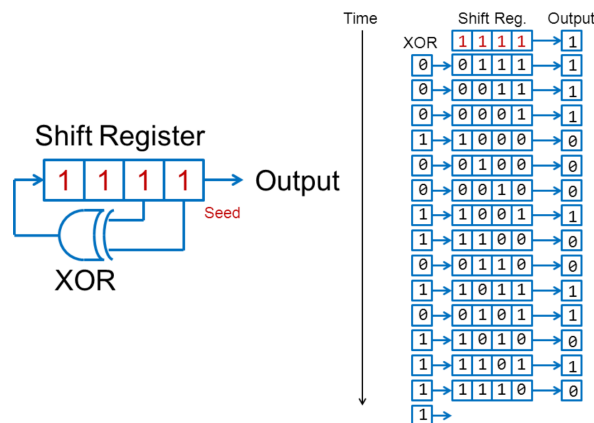 Time
Shift Reg.
Output
XOR
1 1 1 1 1
0 0 1 1 1 1
0 0 0 1 1 1
0 0 0 0 1 1
1 1 0 0 0 0
0 0 1 0 0 0
0 0 0 1 0 0
1 1 0 0 1 1
1 1 1 0 0 0
0 0 1 1 0 0
1 1 0 1 1 1
0 0 1 0 1 1
1 1 0 1 0 0
1 1 1 0 1 1
1 1 1 1 0 0
1
Shift Register
1 1 1 1
Output
Seed
XOR